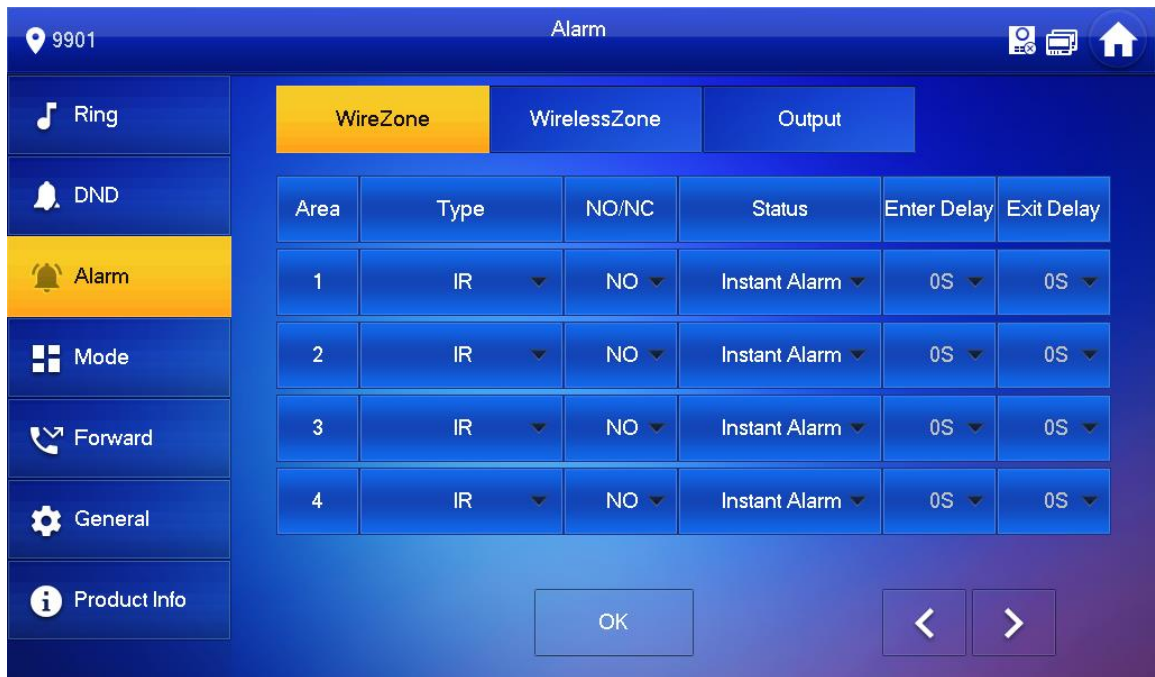 9901
Alarm
Ring
DND
Alarm
Mode
Forward
General
Product Info
WireZone WirelessZone Output
Area Type NO/NC Status Enter Delay Exit Delay
1 IR NO Instant Alarm 0S 0S
2 IR NO Instant Alarm 0S 0S
3 IR NO Instant Alarm 0S 0S
4 IR NO Instant Alarm 0S 0S
OK